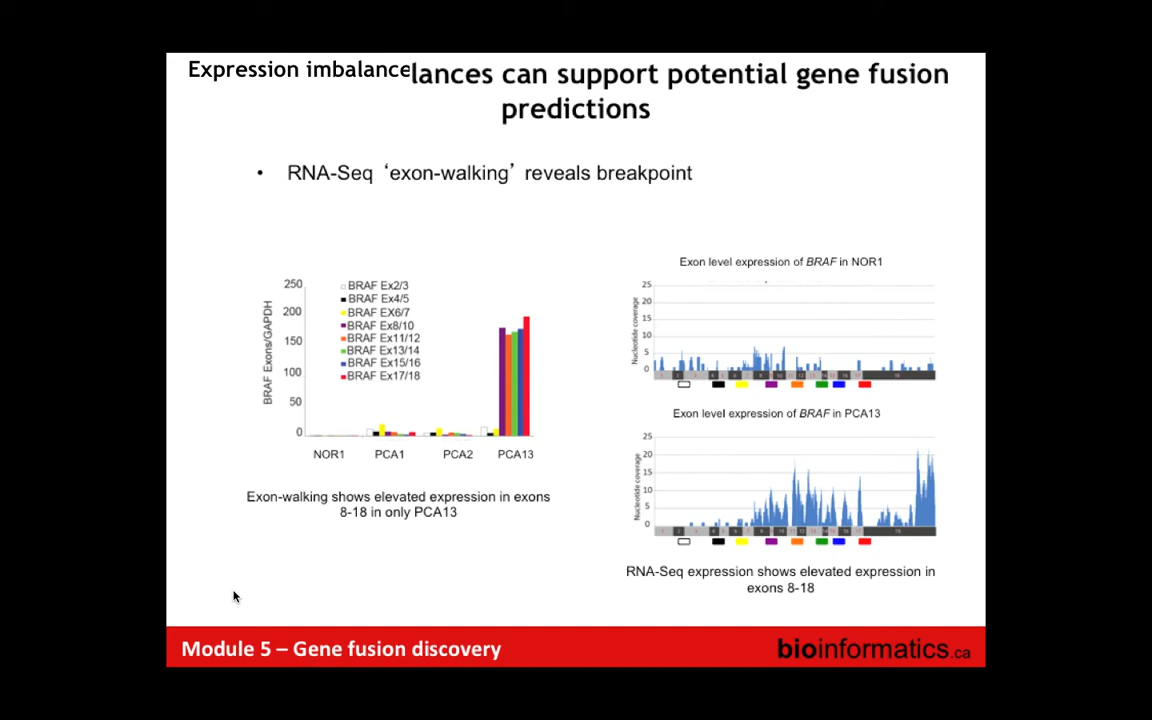 Expression imbalance
lances can support potential gene fusion
predictions
• RNA-Seq ‘exon-walking’ reveals breakpoint
BRAF Exons/GAPDH
250
200
150
100
50
0
BRAF Ex2/3
BRAF Ex4/5
BRAF EX6/7
BRAF Ex8/10
BRAF Ex11/12
BRAF Ex13/14
BRAF Ex15/16
BRAF Ex17/18
NOR1 PCA1 PCA2 PCA13
Exon-walking shows elevated expression in exons
8-18 in only PCA13
Exon level expression of BRAF in NOR1
Nucleotide coverage
25
20
15
10
5
0
Exon level expression of BRAF in PCA13
Nucleotide coverage
25
20
15
10
5
0
RNA-Seq expression shows elevated expression in
exons 8-18
Module 5 – Gene fusion discovery
bioinformatics.ca